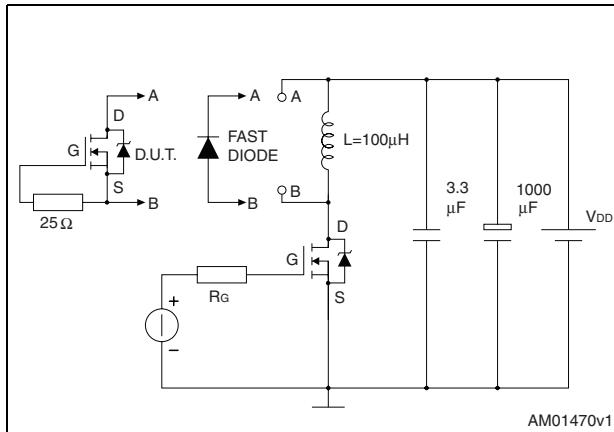 A
A
A
D
FAST
DIODE
L=100µH
G
D.U.T.
S
B
B
B
3.3
µF
1000
µF
VDD
25Ω
D
G
S
RG
+
–
AM01470v1